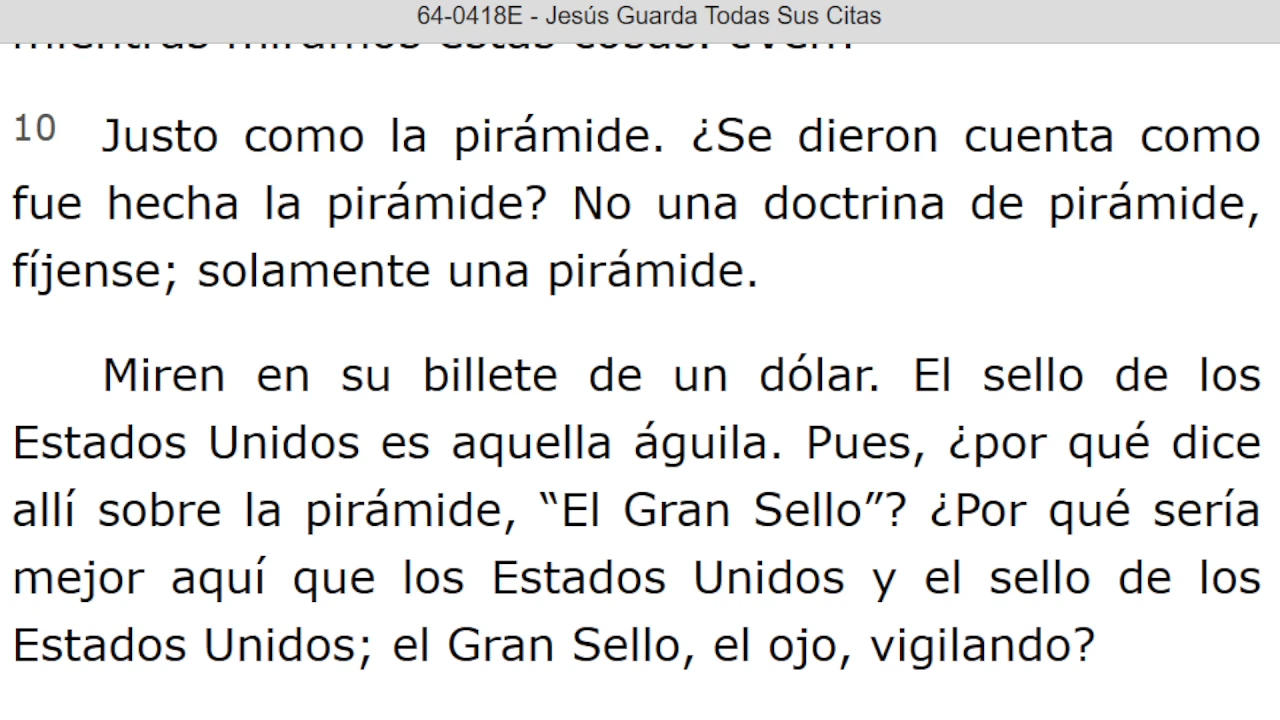 64-0418E - Jesús Guarda Todas Sus Citas
10 Justo como la pirámide. ¿Se dieron cuenta como
fue hecha la pirámide? No una doctrina de pirámide,
fíjense; solamente una pirámide.
Miren en su billete de un dólar. El sello de los
Estados Unidos es aquella águila. Pues, ¿por qué dice
allí sobre la pirámide, “El Gran Sello”? ¿Por qué sería
mejor aquí que los Estados Unidos y el sello de los
Estados Unidos; el Gran Sello, el ojo, vigilando?